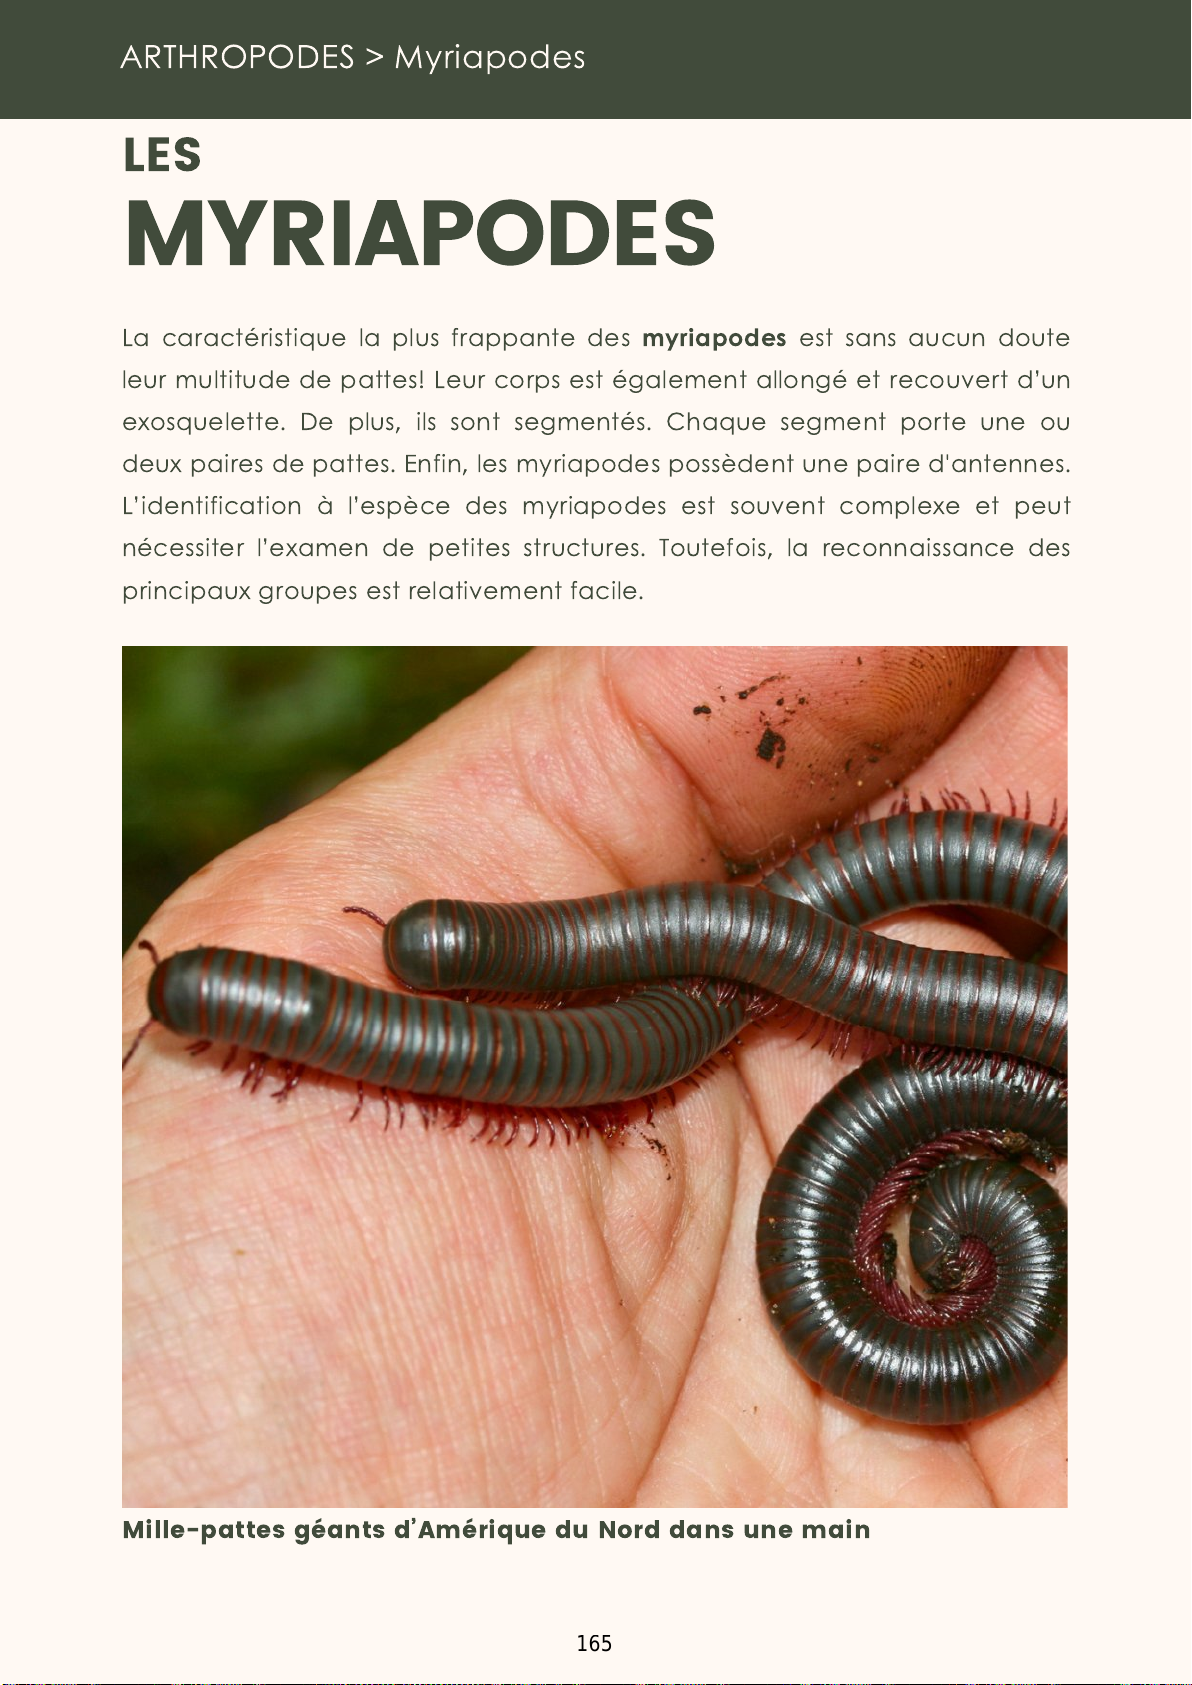 ARTHROPODES > Myriapodes
LES
MYRIAPODES
La caractéristique la plus frappante des myriapodes est sans aucun doute
leur multitude de pattes! Leur corps est également allongé et recouvert d'un
exosquelette. De plus, ils sont segmentés. Chaque segment porte une ou
deux paires de pattes. Enfin, les myriapodes possèdent une paire d'antennes.
L'identification à l'espèce des myriapodes est souvent complexe et peut
nécessiter l'examen de petites structures. Toutefois, la reconnaissance des
principaux groupes est relativement facile.
Mille-pattes géants d'Amérique du Nord dans une main
165